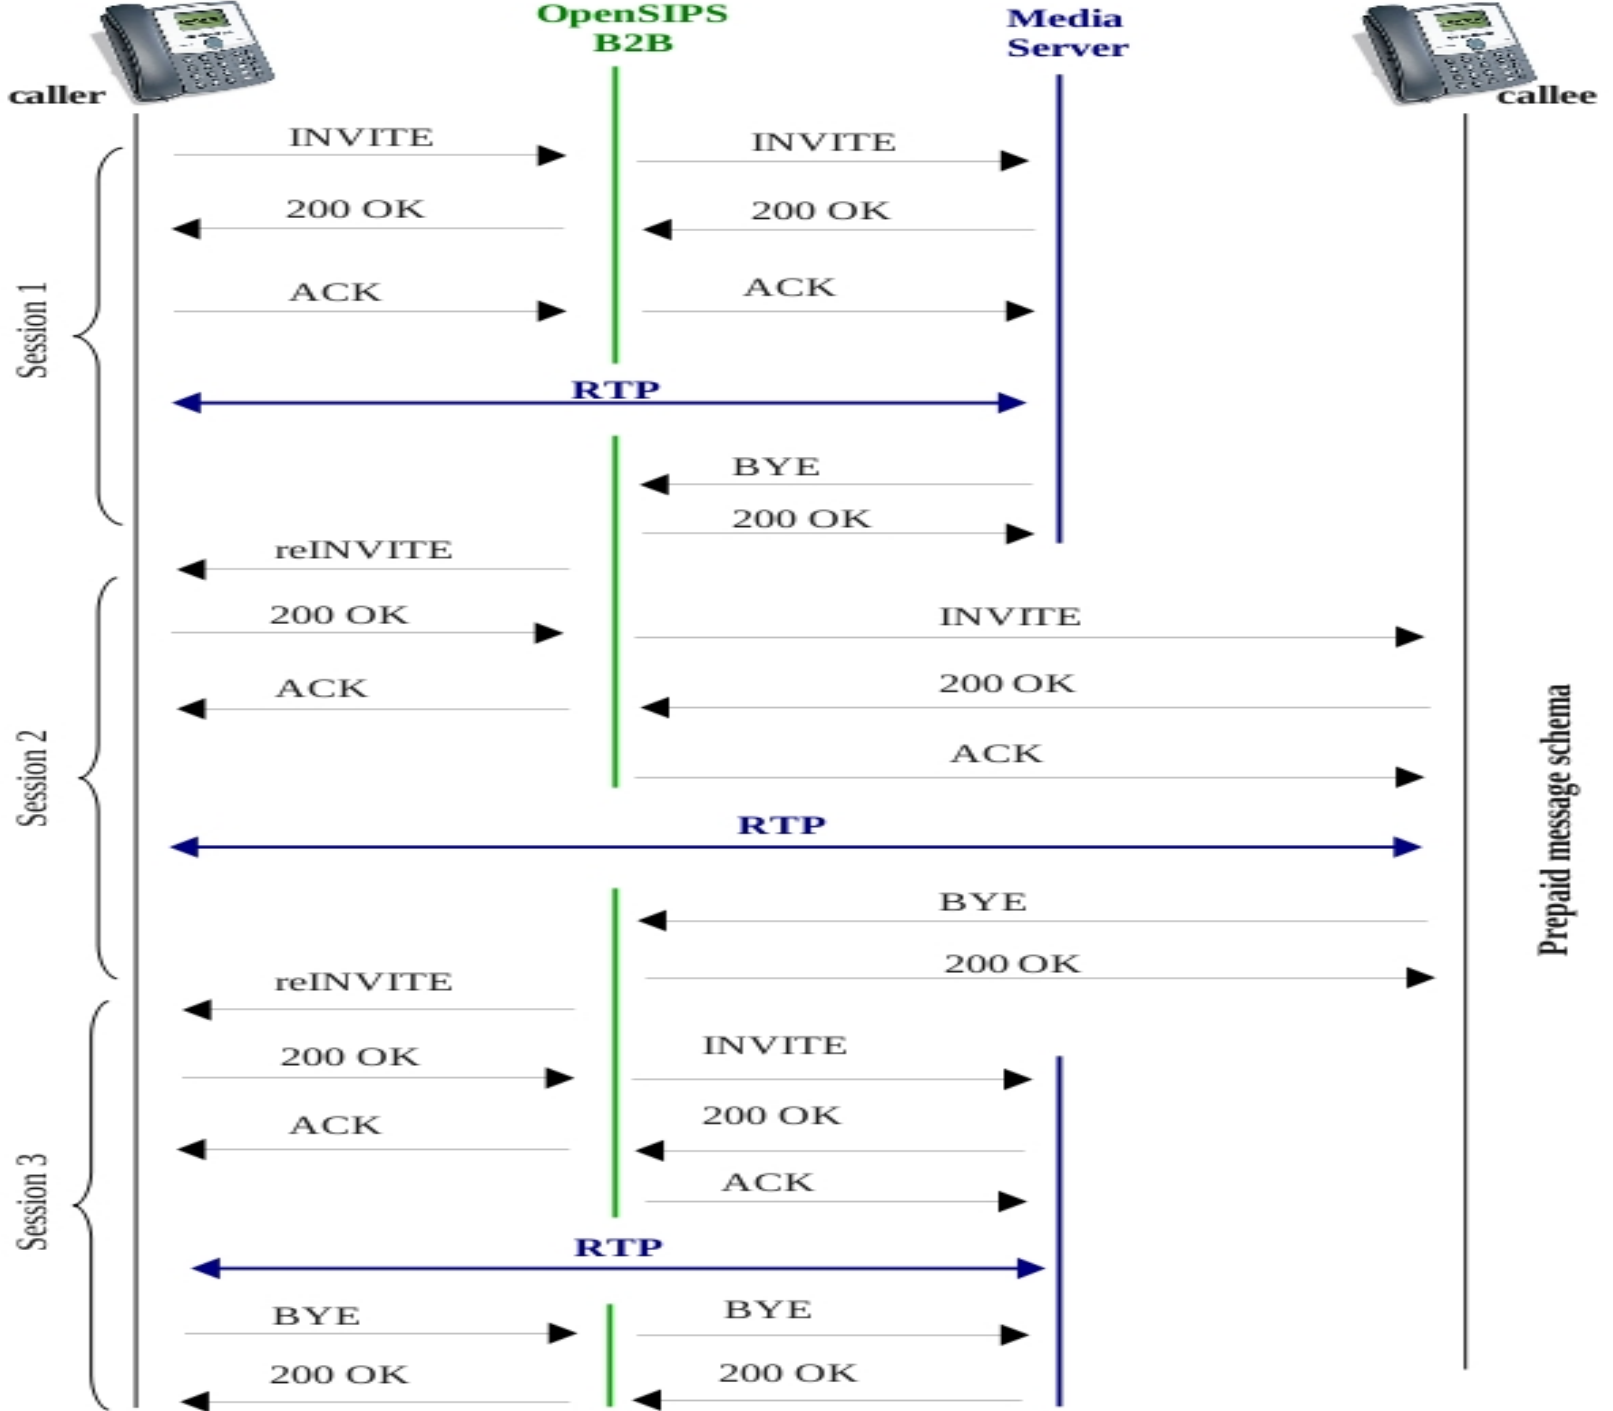 OpenSIPS
B2B
Media
Server
caller
callee
INVITE
INVITE
200 OK
200 OK
Session 1
ACK
ACK
RTP
BYE
200 OK
reINVITE
200 OK
INVITE
ACK
200 OK
Session 2
ACK
RTP
Prepaid message schema
BYE
200 OK
reINVITE
200 OK
INVITE
ACK
200 OK
Session 3
ACK
RTP
BYE
BYE
200 OK
200 OK